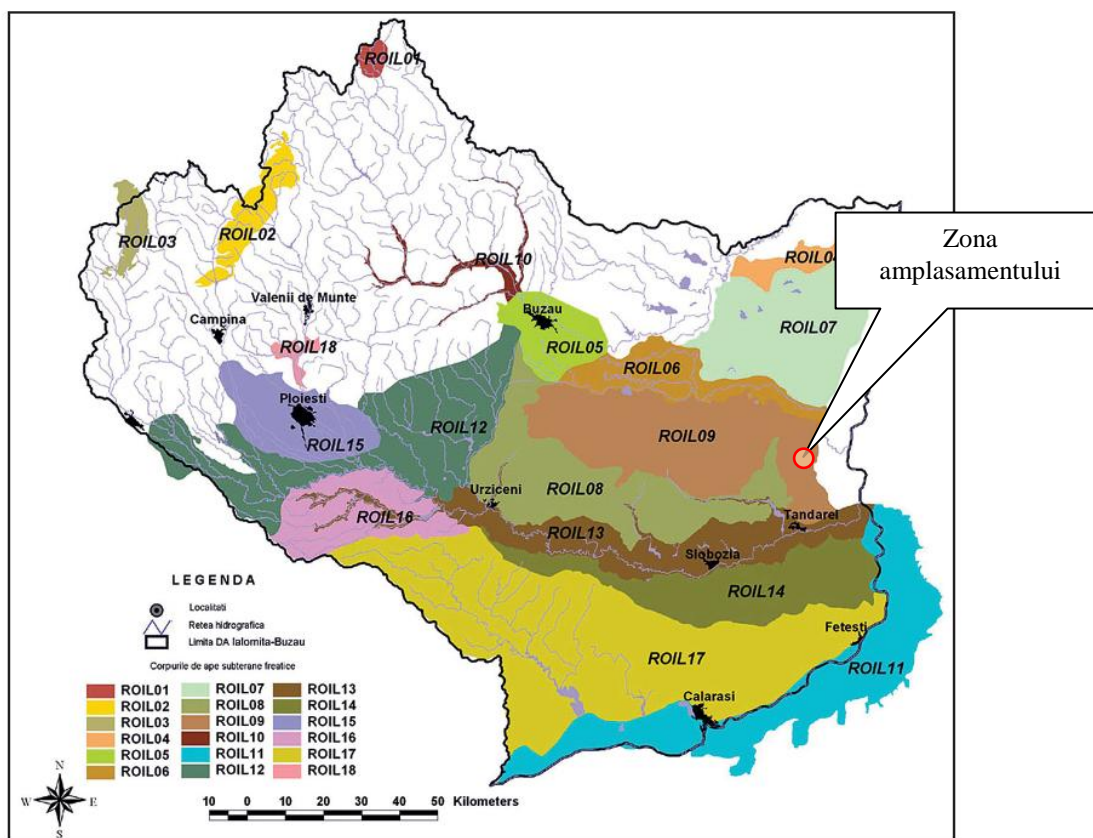 ROIL01
ROIL03
ROIL02
Zona
amplasamentului
ROIL04
ROIL10
Valenii de Munte
Campina
Buzau
ROIL07
ROIL18
ROIL05
ROIL06
Ploiesti
ROIL15
ROIL12
ROIL09
Urziceni
ROIL08
ROIL16
ROIL13
Tandarei
Slobozia
ROIL14
Fetesti
ROIL17
ROIL11
Calarasi
LEGENDA
Localitati
Retea hidrografica
Limita DA Ialomita-Buzau
Corpurile de ape subterane freatice
ROIL01 ROIL07 ROIL13
ROIL02 ROIL08 ROIL14
ROIL03 ROIL09 ROIL15
ROIL04 ROIL10 ROIL16
ROIL05 ROIL11 ROIL17
ROIL06 ROIL12 ROIL18
N
W E
S
10 0 10 20 30 40 50 Kilometers